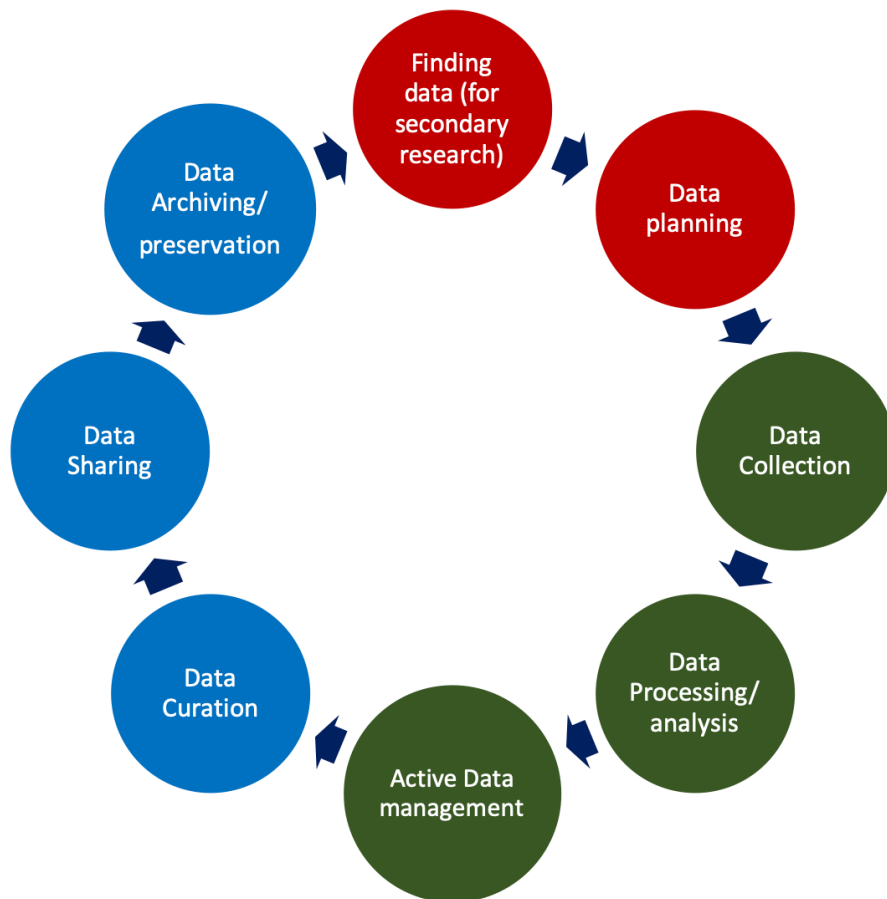 Finding
data (for
secondary
research)
Data
planning
Data
Collection
Data
Processing/
analysis
Active Data
management
Data
Curation
Data
Sharing
Data
Archiving/
preservation